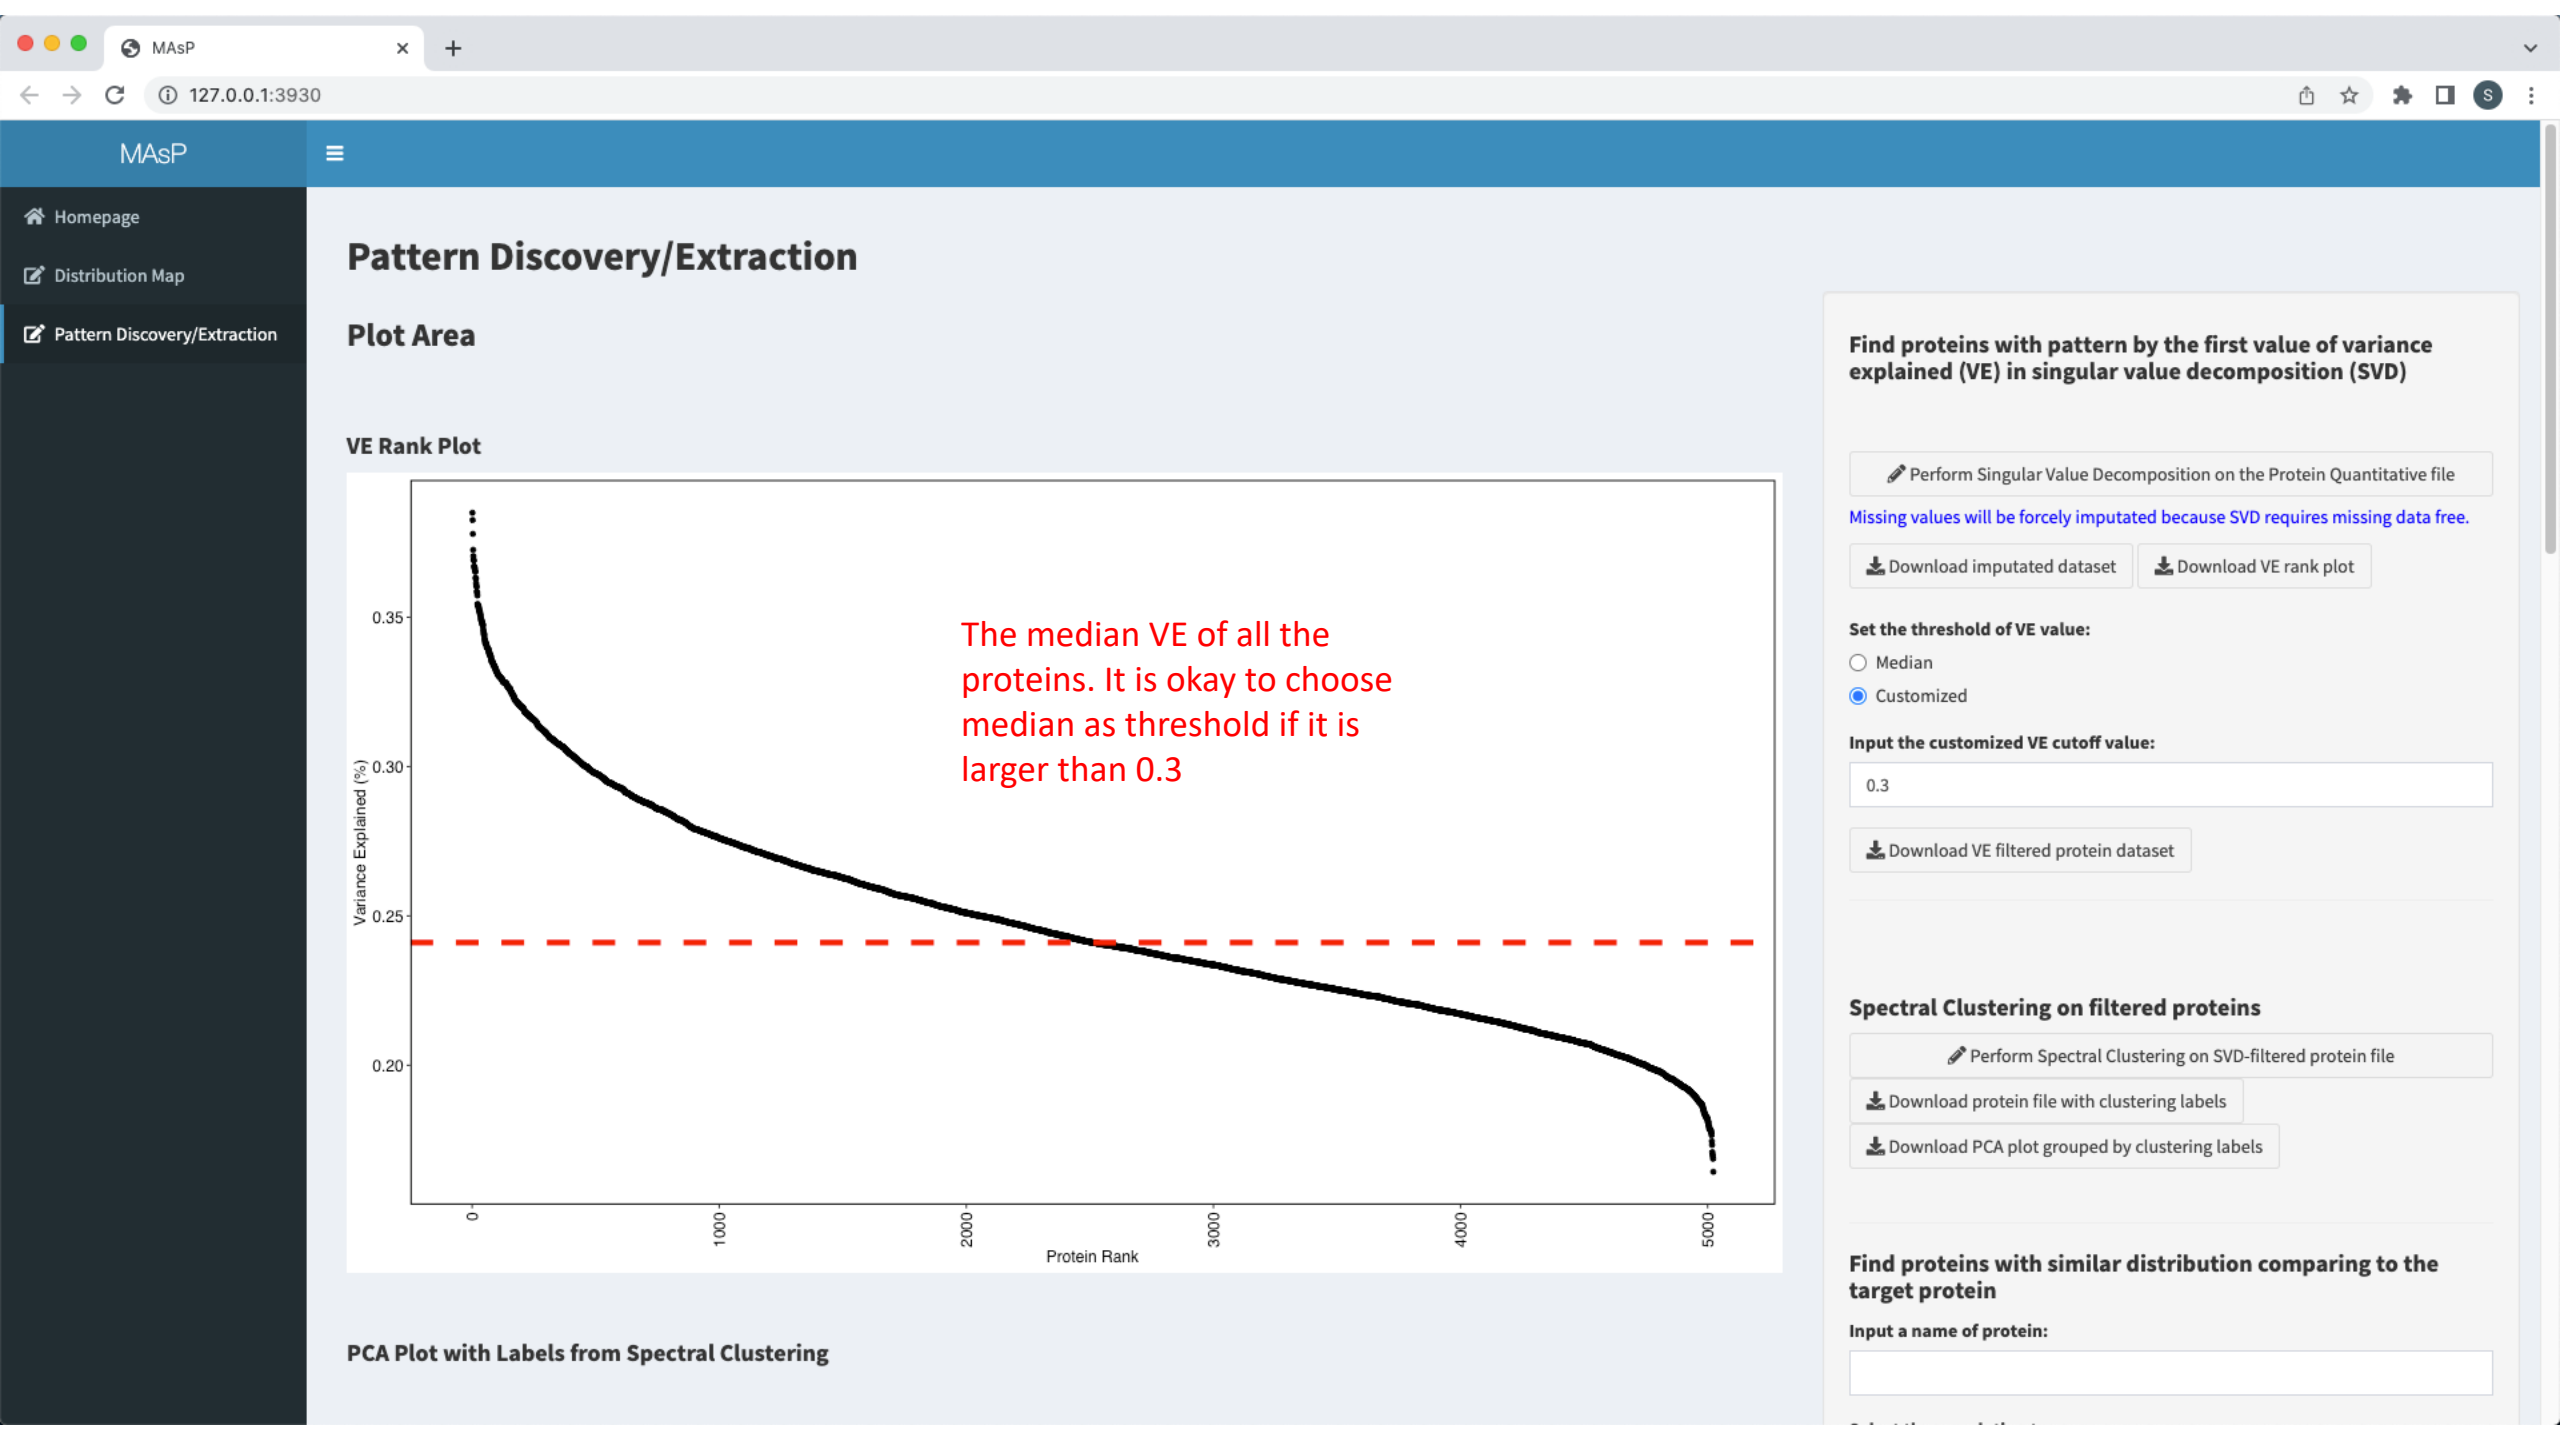 MAsP
127.0.0.1:3930
MAsP
Homepage
Distribution Map
Pattern Discovery/Extraction
Pattern Discovery/Extraction
Plot Area
VE Rank Plot
0.35
0.30
0.25
0.20
Variance Explained (%)
The median VE of all the
proteins. It is okay to choose
median as threshold if it is
larger than 0.3
0
1000
2000
3000
4000
5000
Protein Rank
PCA Plot with Labels from Spectral Clustering
S
Find proteins with pattern by the first value of variance
explained (VE) in singular value decomposition (SVD)
Perform Singular Value Decomposition on the Protein Quantitative file
Missing values will be forcely imputated because SVD requires missing data free.
Download imputated dataset
Download VE rank plot
Set the threshold of VE value:
Median
Customized
Input the customized VE cutoff value:
0.3
Download VE filtered protein dataset
Spectral Clustering on filtered proteins
Perform Spectral Clustering on SVD-filtered protein file
Download protein file with clustering labels
Download PCA plot grouped by clustering labels
Find proteins with similar distribution comparing to the
target protein
Input a name of protein: